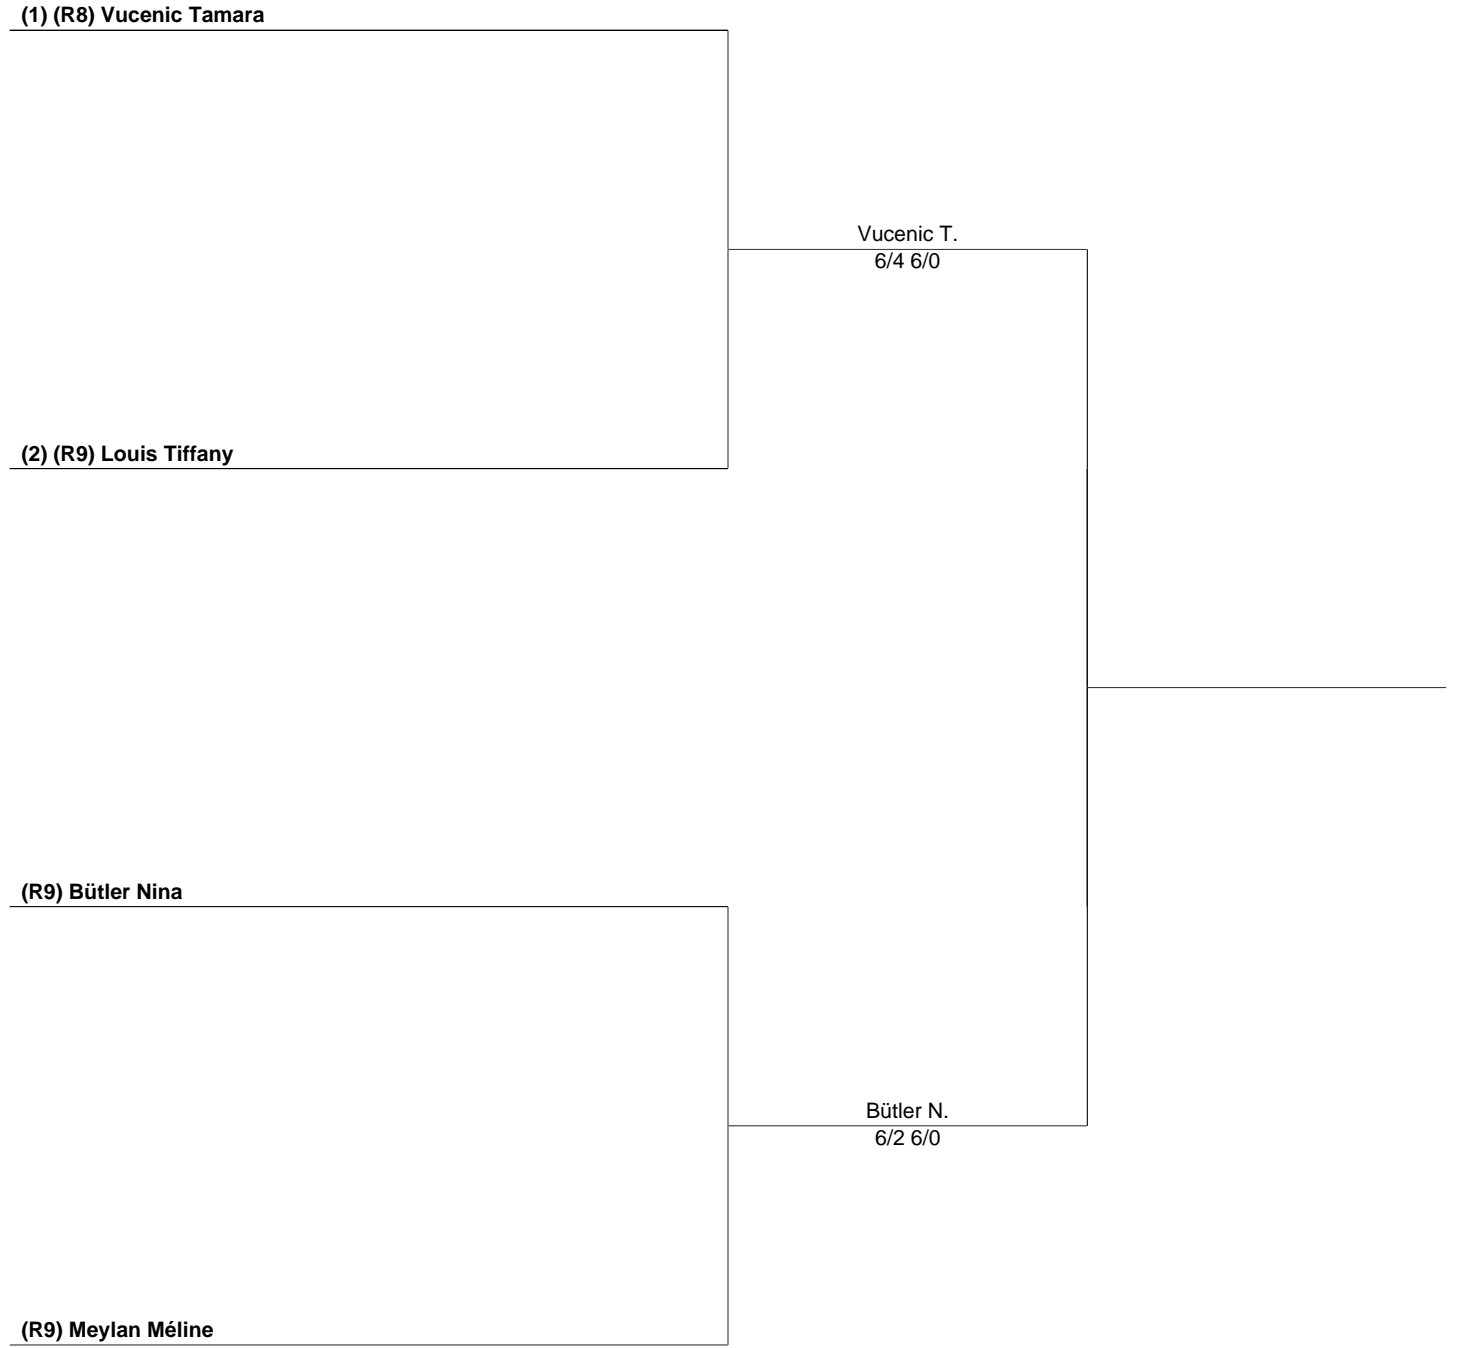 (1) (R8) Vucenic Tamara
Vucenic T.
6/4 6/0
(2) (R9) Louis Tiffany
(R9) Bütler Nina
Bütler N.
6/2 6/0
(R9) Meylan Méline